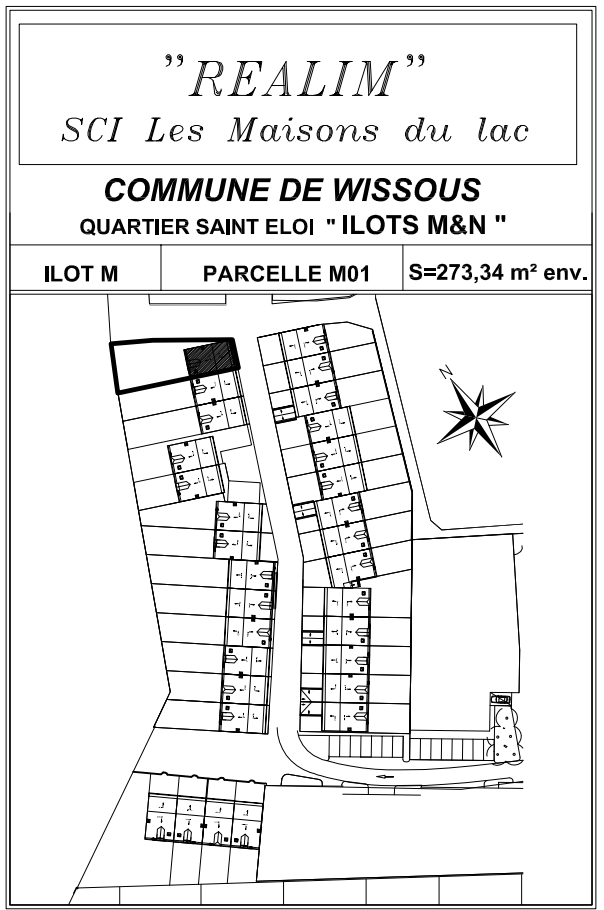 "REALIM"
SCI Les Maisons du lac
COMMUNE DE WISSOUS
QUARTIER SAINT ELOI " ILOTS M&N "
ILOT M
PARCELLE M01
S=273,34 m² env.
N